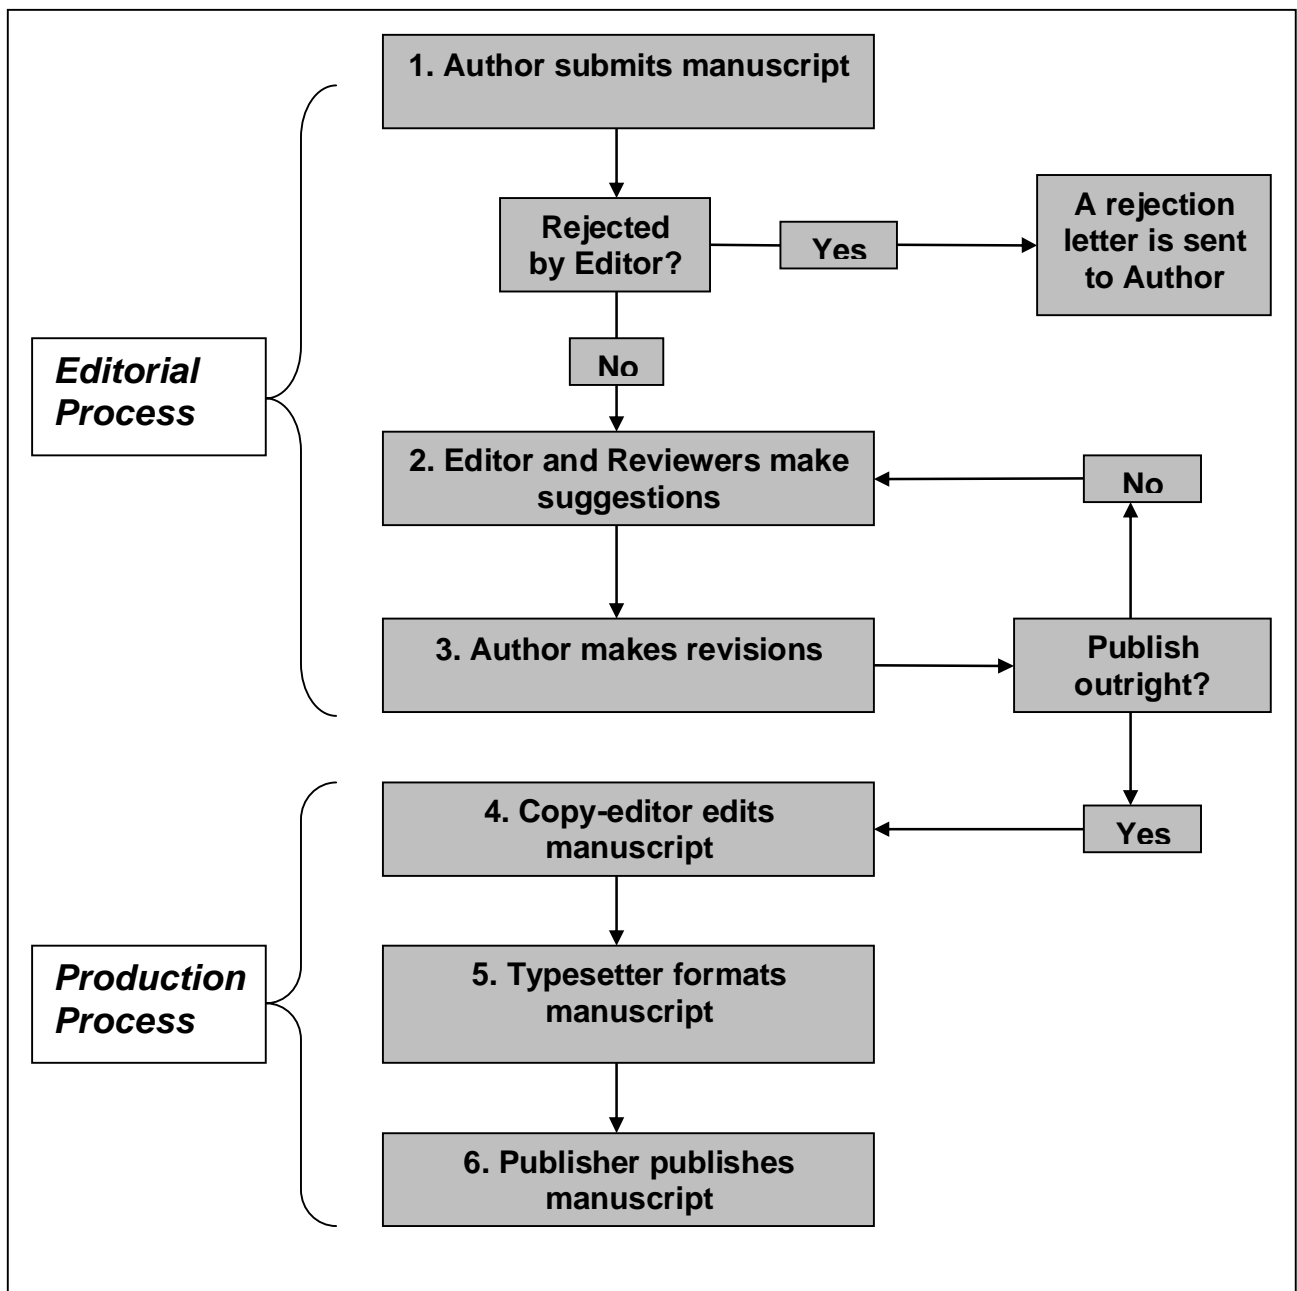 1. Author submits manuscript
Rejected
by Editor?
Yes
A rejection
letter is sent
to Author
No
Editorial
Process
2. Editor and Reviewers make
suggestions
No
3. Author makes revisions
Publish
outright?
Yes
4. Copy-editor edits
manuscript
Production
Process
5. Typesetter formats
manuscript
6. Publisher publishes
manuscript